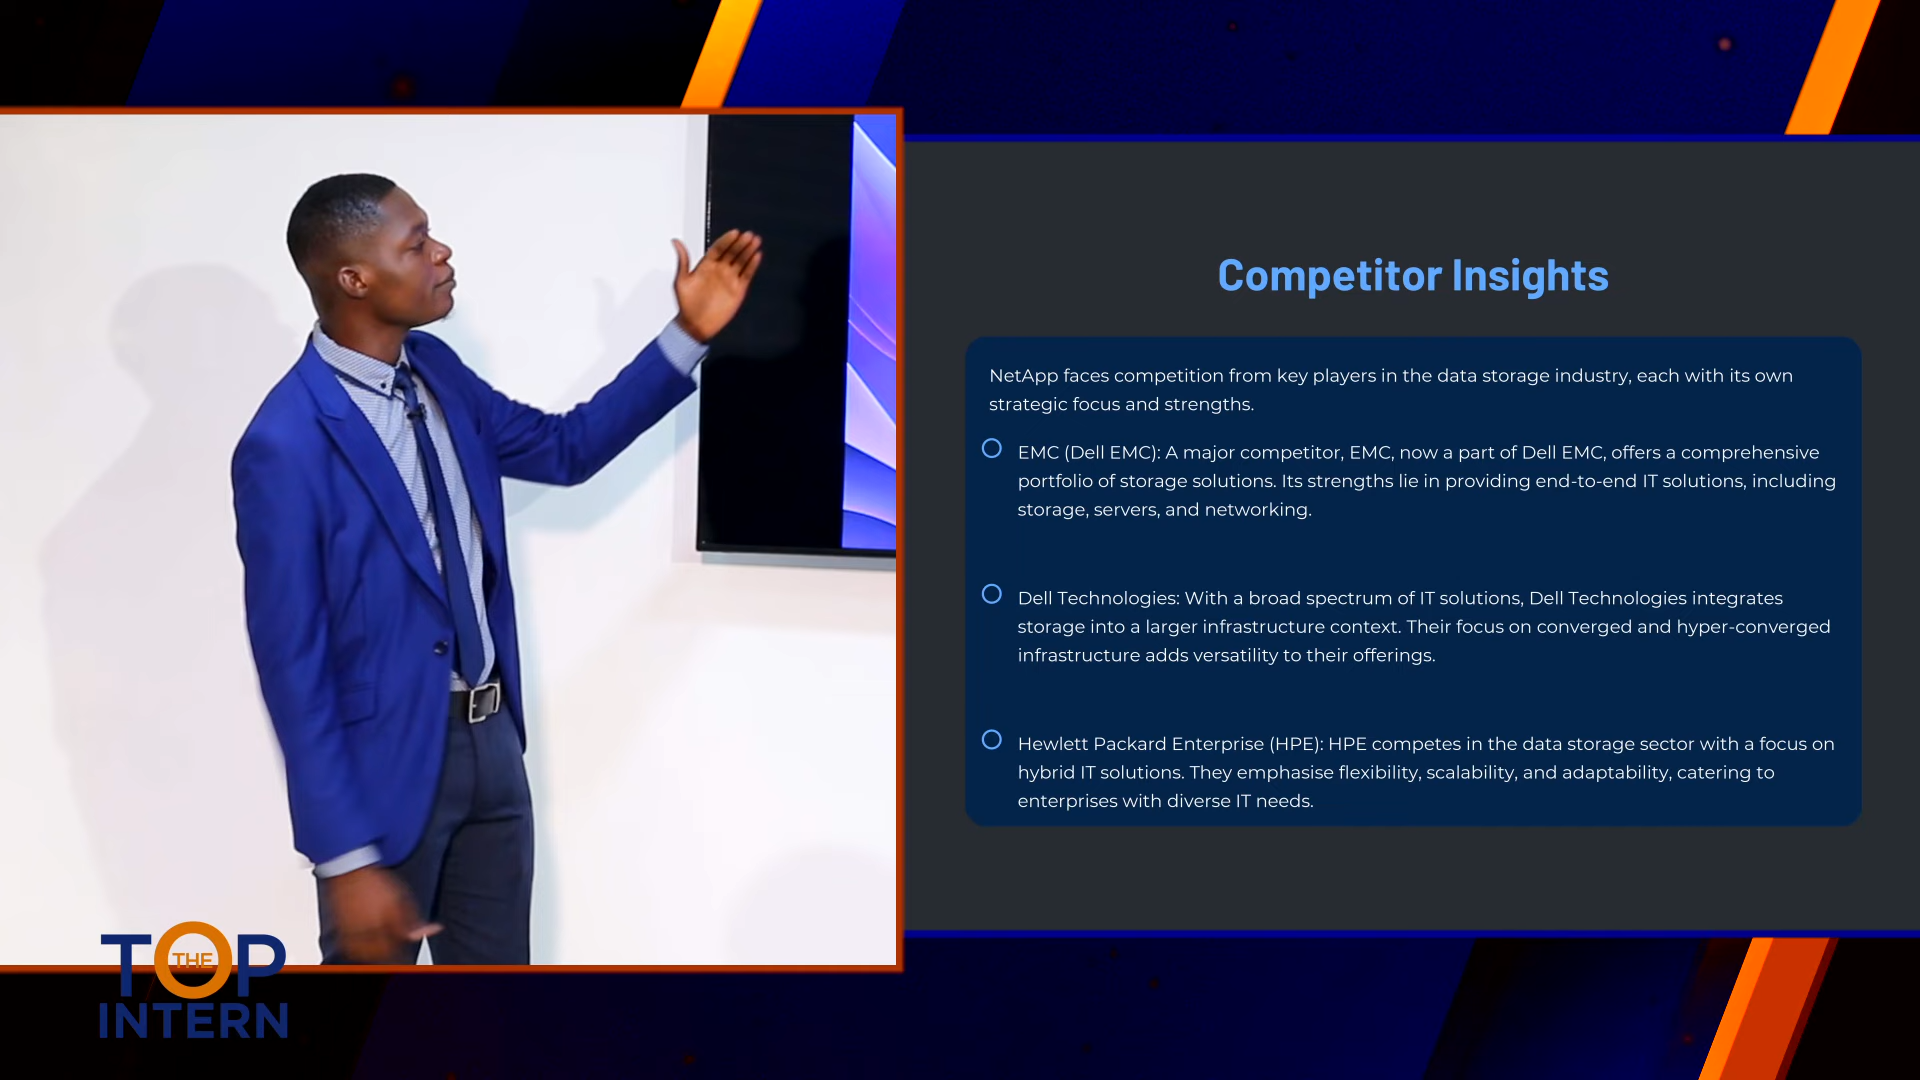 Competitor Insights
NetApp faces competition from key players in the data storage industry, each with its own
strategic focus and strengths.
EMC (Dell EMC): A major competitor, EMC, now a part of Dell EMC, offers a comprehensive
portfolio of storage solutions. Its strengths lie in providing end-to-end IT solutions, including
storage, servers, and networking.
Dell Technologies: With a broad spectrum of IT solutions, Dell Technologies integrates
storage into a larger infrastructure context. Their focus on converged and hyper-converged
infrastructure adds versatility to their offerings.
Hewlett Packard Enterprise (HPE): HPE competes in the data storage sector with a focus on
hybrid IT solutions. They emphasise flexibility, scalability, and adaptability, catering to
enterprises with diverse IT needs.
THE
TOP
INTERN